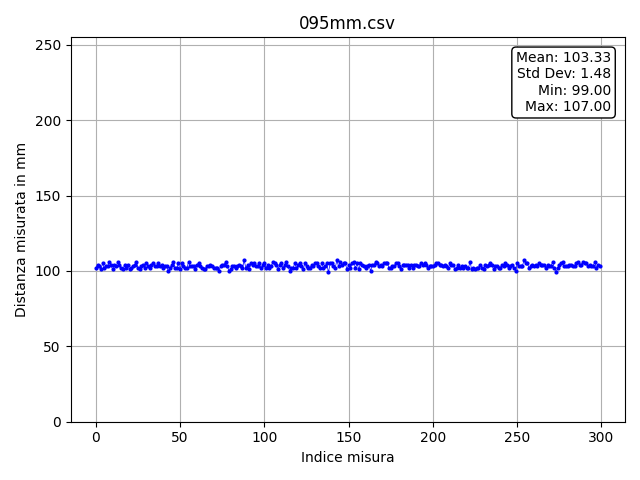 095mm.csv
Mean: 103.33
Std Dev: 1.48
Min: 99.00
Max: 107.00
Distanza misurata in mm
250
200
150
100
50
0
0 50 100 150 200 250 300
Indice misura